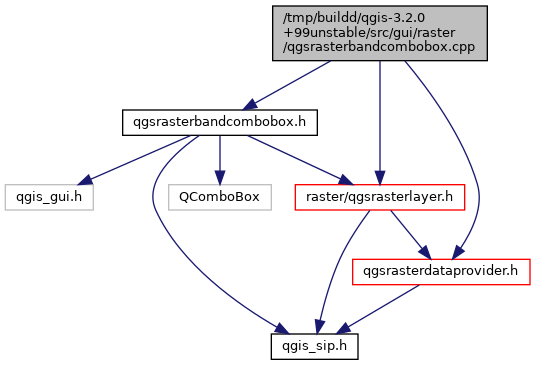 /tmp/buildd/qgis-3.2.0
+99unstable/src/gui/raster
/qgsrasterbandcombobox.cpp
qgsrasterbandcombobox.h
qgis_gui.h
QComboBox
raster/qgsrasterlayer.h
qgsrasterdataprovider.h
qgis_sip.h